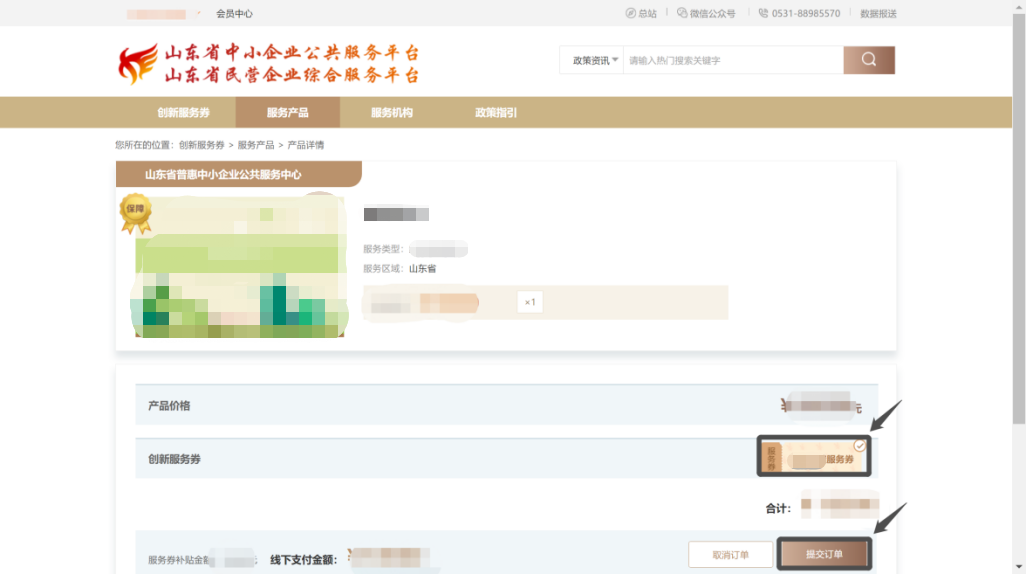 会员中心
总站
微信公众号
0531-88985570
数据报送
山东省中小企业公共服务平台
山东省民营企业综合服务平台
政策资讯
请输入热门搜索关键字
创新服务券
服务产品
服务机构
政策指引
您所在的位置：创新服务券 > 服务产品 > 产品详情
山东省普惠中小企业公共服务中心
保障
服务类型：
服务区域：山东省
×1
产品价格
¥ 元
创新服务券
服务券
服务券
合计：
服务券补贴金额
线下支付金额：
取消订单
提交订单